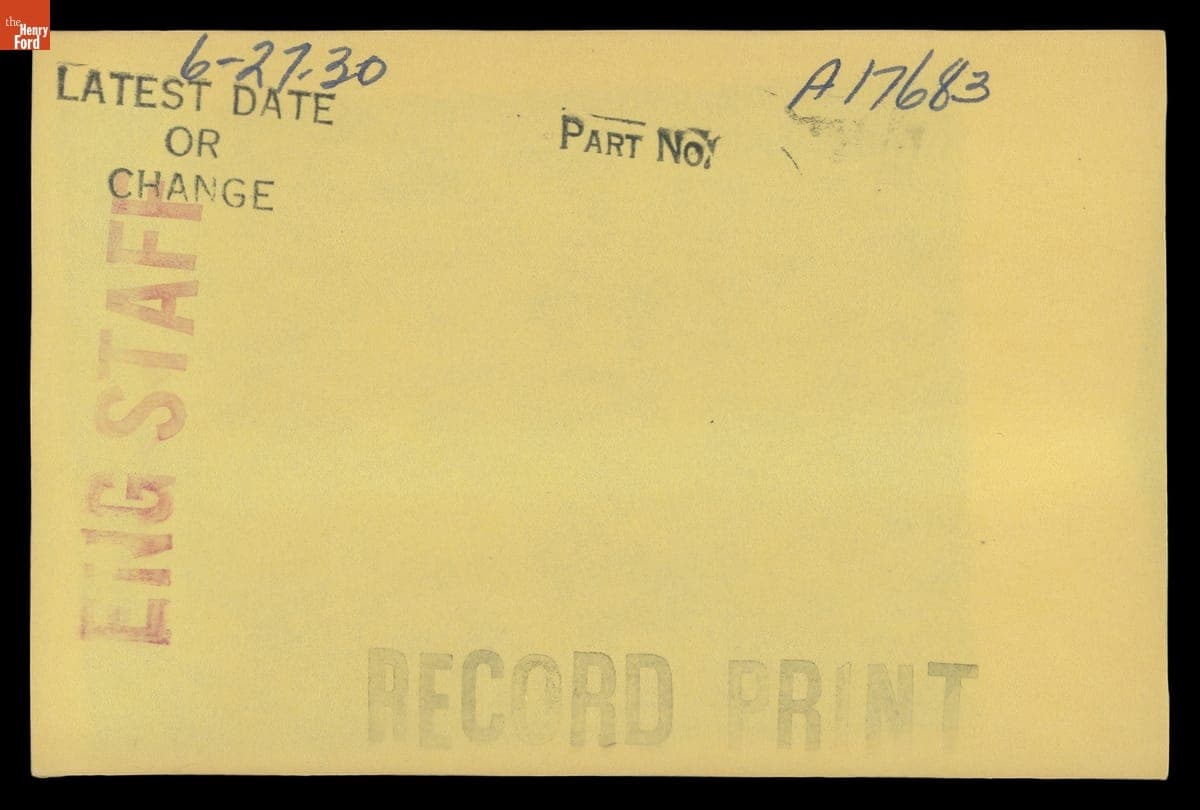 the
Henry
Ford
6-27-30
A17683
LATEST DATE
OR
CHANGE
PART NO.
ENG STAFF
RECORD PRINT